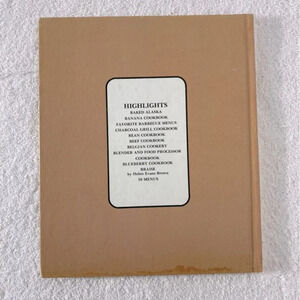 HIGHLIGHTS
BAKED ALASKA
BANANA COOKBOOK
FAVORITE BARBECUE MENUS
CHARCOAL GRILL COOKBOOK
BEAN COOKBOOK
BEEF COOKBOOK
BELGIAN COOKERY
BLENDER AND FOOD PROCESSOR
COOKBOOK
BLUEBERRY COOKBOOK
BRAISE
by Helen Evans Brown
10 MENUS